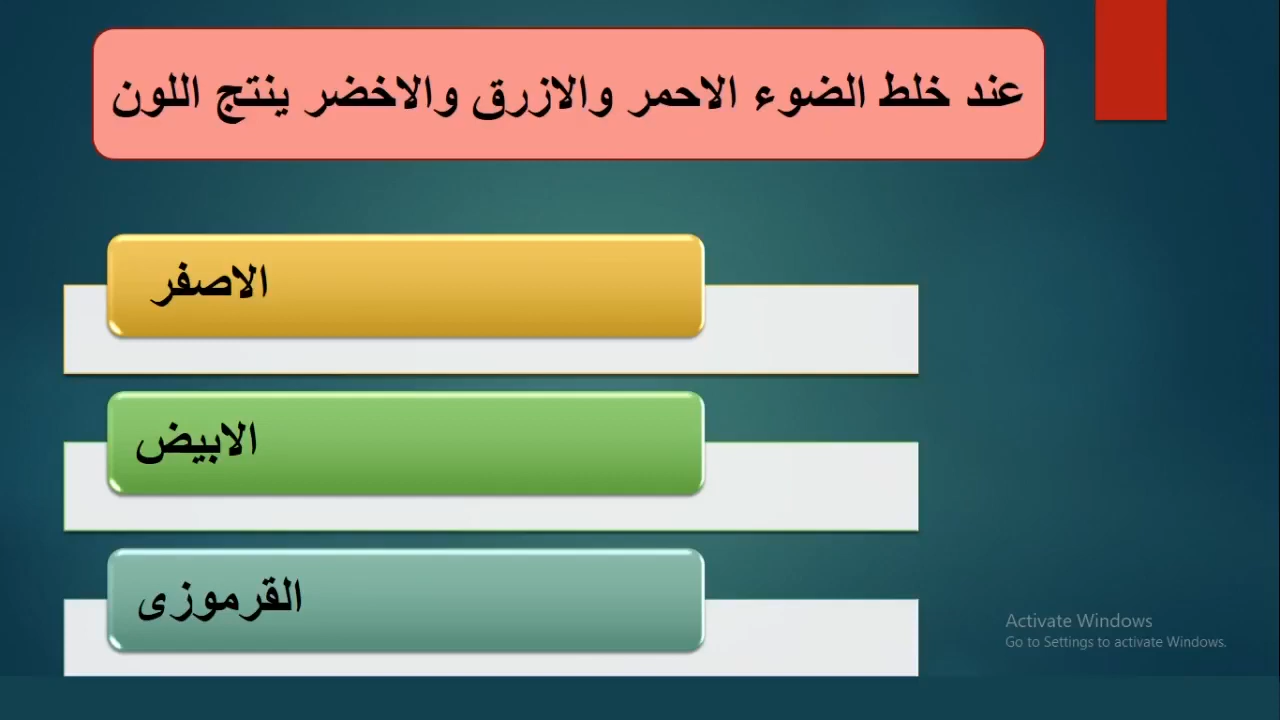 عند خلط الضوء الاحمر والازرق والاخضر ينتج اللون
الاصفر
الابيض
القرموزى
Activate Windows
Go to Settings to activate Windows.